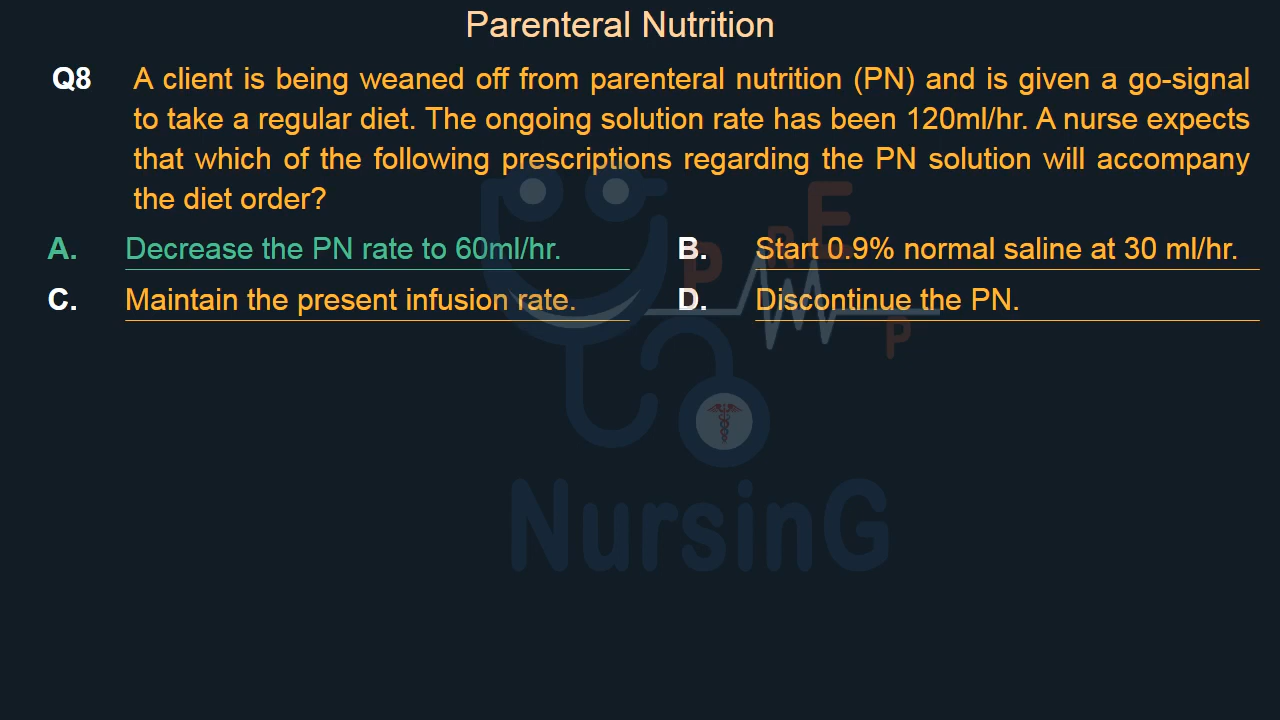 Parenteral Nutrition
Q8 A client is being weaned off from parenteral nutrition (PN) and is given a go-signal
to take a regular diet. The ongoing solution rate has been 120ml/hr. A nurse expects
that which of the following prescriptions regarding the PN solution will accompany
the diet order?
A. Decrease the PN rate to 60ml/hr. B. Start 0.9% normal saline at 30 ml/hr.
C. Maintain the present infusion rate. D. Discontinue the PN.
PREP
NursinG